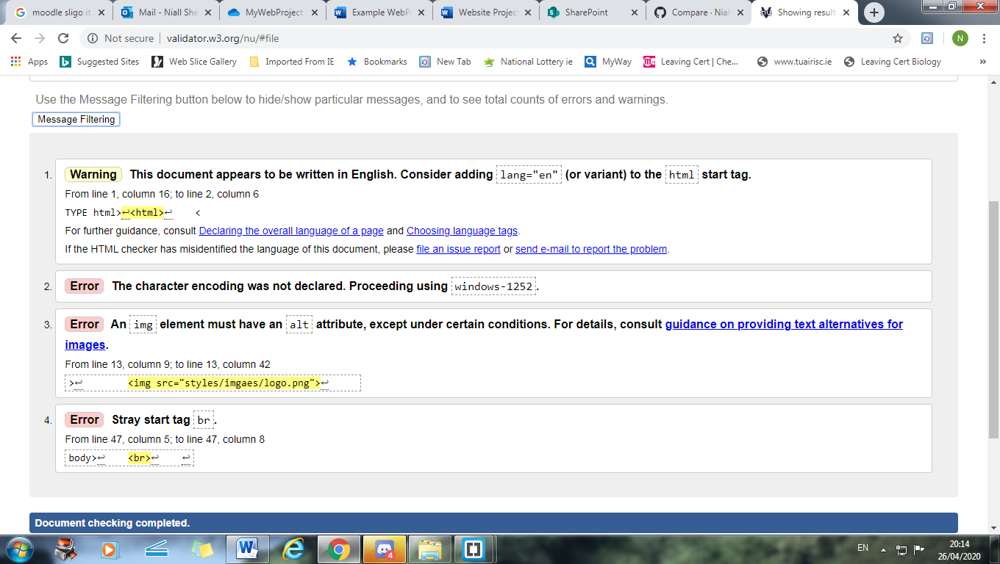 moodle sligo it
Mail - Niall She
MyWebProject
Example WebP
Website Projec
SharePoint
Compare · Nial
Showing result
Not secure | validator.w3.org/nu/#file
N
Apps
Suggested Sites
Web Slice Gallery
Imported From IE
Bookmarks
New Tab
National Lottery ie
MyWay
Leaving Cert | Che...
www.tuairisc.ie
Leaving Cert Biology
»
Use the Message Filtering button below to hide/show particular messages, and to see total counts of errors and warnings.
Message Filtering
1. Warning This document appears to be written in English. Consider adding lang="en" (or variant) to the html start tag.
From line 1, column 16; to line 2, column 6
TYPE html>↩<html>↩ <
For further guidance, consult Declaring the overall language of a page and Choosing language tags.
If the HTML checker has misidentified the language of this document, please file an issue report or send e-mail to report the problem.
2. Error The character encoding was not declared. Proceeding using windows-1252.
3. Error An img element must have an alt attribute, except under certain conditions. For details, consult guidance on providing text alternatives for
images.
From line 13, column 9; to line 13, column 42
>↩ <img src="styles/imgaes/logo.png">↩
4. Error Stray start tag br.
From line 47, column 5; to line 47, column 8
body>↩ <br>↩ ↩
Document checking completed.
EN
20:14
26/04/2020
4